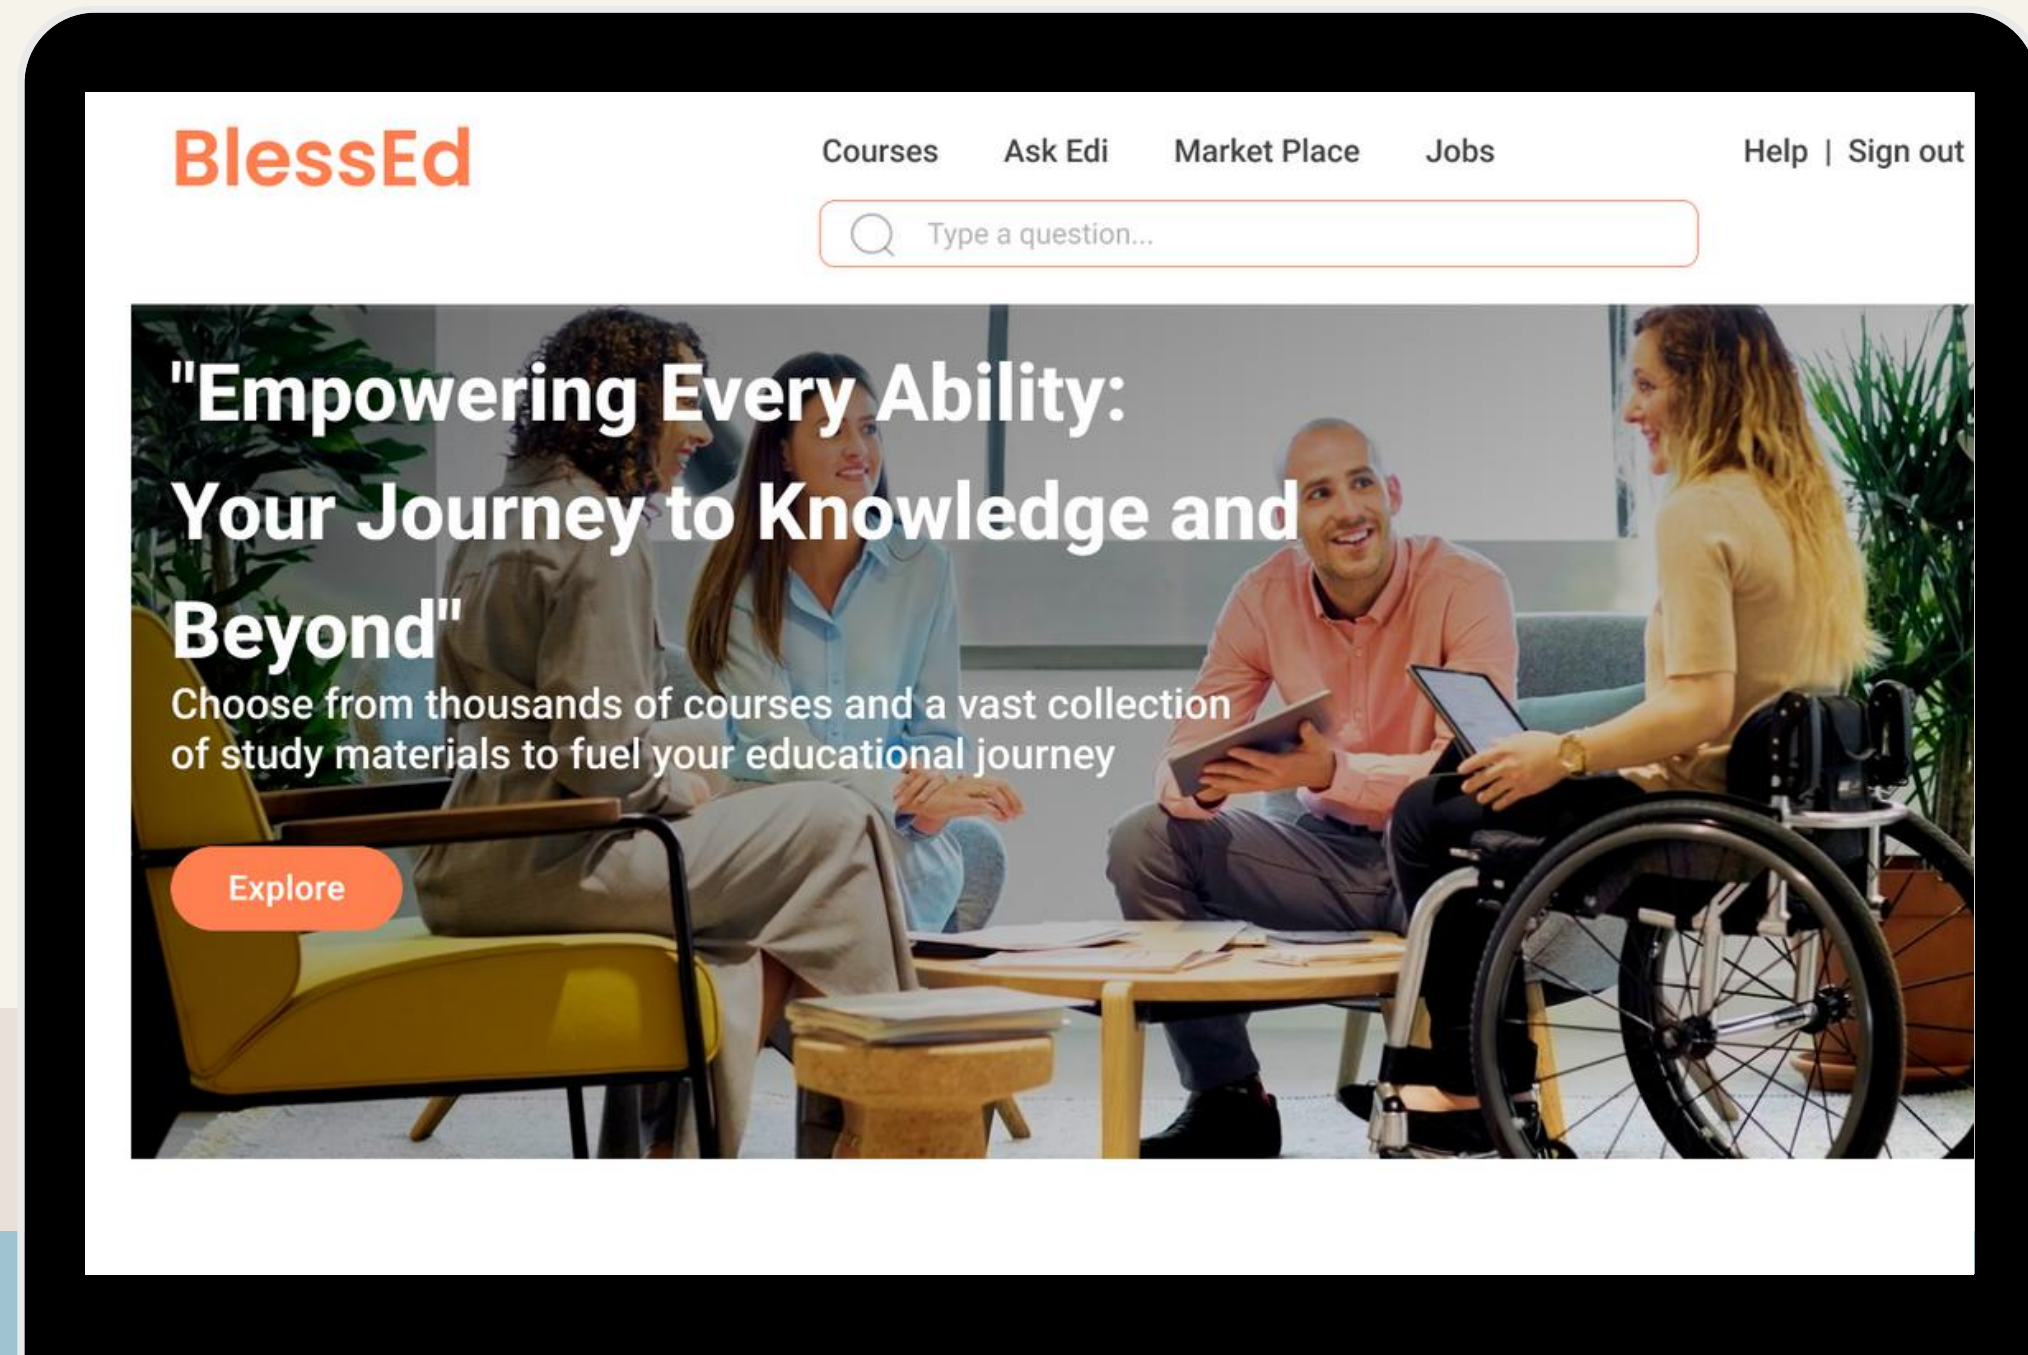 BlessEd
Courses Ask Edi Market Place Jobs Help | Sign out
Type a question...
"Empowering Every Ability:
Your Journey to Knowledge and
Beyond"
Choose from thousands of courses and a vast collection
of study materials to fuel your educational journey
Explore